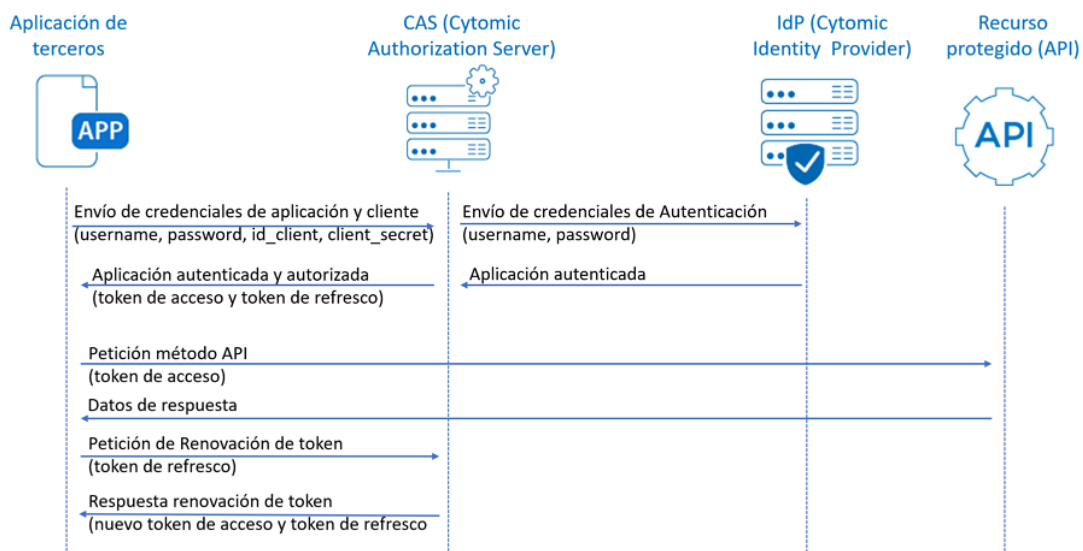 Aplicación de
terceros
CAS (Cytomic
Authorization Server)
IdP (Cytomic
Identity Provider)
Recurso
protegido (API)
APP
API
Envío de credenciales de aplicación y cliente
(username, password, id_client, client_secret)
Envío de credenciales de Autenticación
(username, password)
Aplicación autenticada y autorizada
(token de acceso y token de refresco)
Aplicación autenticada
Petición método API
(token de acceso)
Datos de respuesta
Petición de Renovación de token
(token de refresco)
Respuesta renovación de token
(nuevo token de acceso y token de refresco